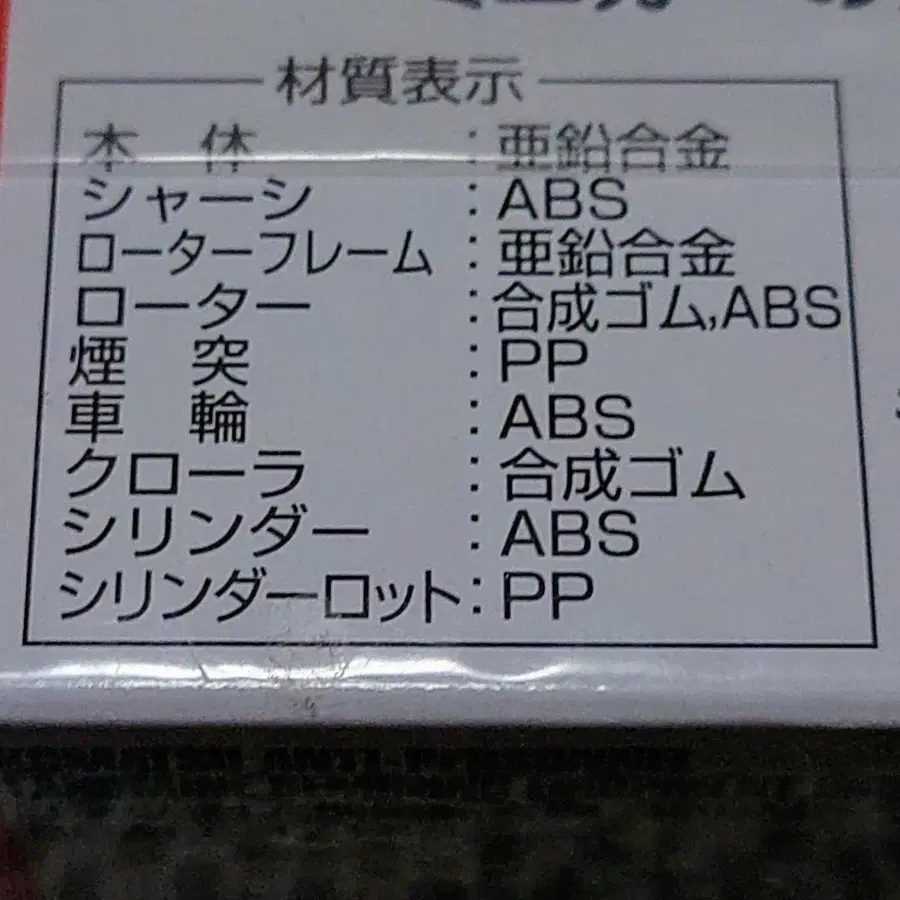 材質表示
本 体 : 亜鉛合金
シャーシ : ABS
ローターフレーム : 亜鉛合金
ローター : 合成ゴム,ABS
煙 突 : PP
車 輪 : ABS
クローラ : 合成ゴム
シリンダー : ABS
シリンダーロット : PP